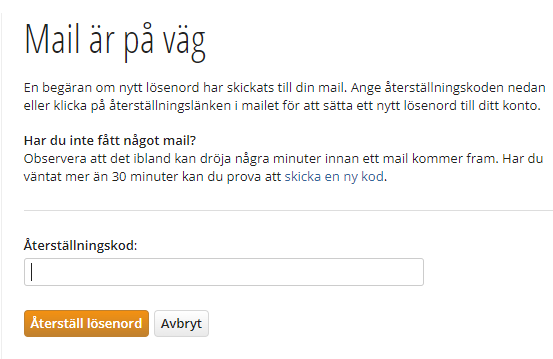 Mail är på väg
En begäran om nytt lösenord har skickats till din mail. Ange återställningskoden nedan
eller klicka på återställningslänken i mailet för att sätta ett nytt lösenord till ditt konto.
Har du inte fått något mail?
Observera att det ibland kan dröja några minuter innan ett mail kommer fram. Har du
väntat mer än 30 minuter kan du prova att skicka en ny kod.
Återställningskod:
Återställ lösenord Avbryt